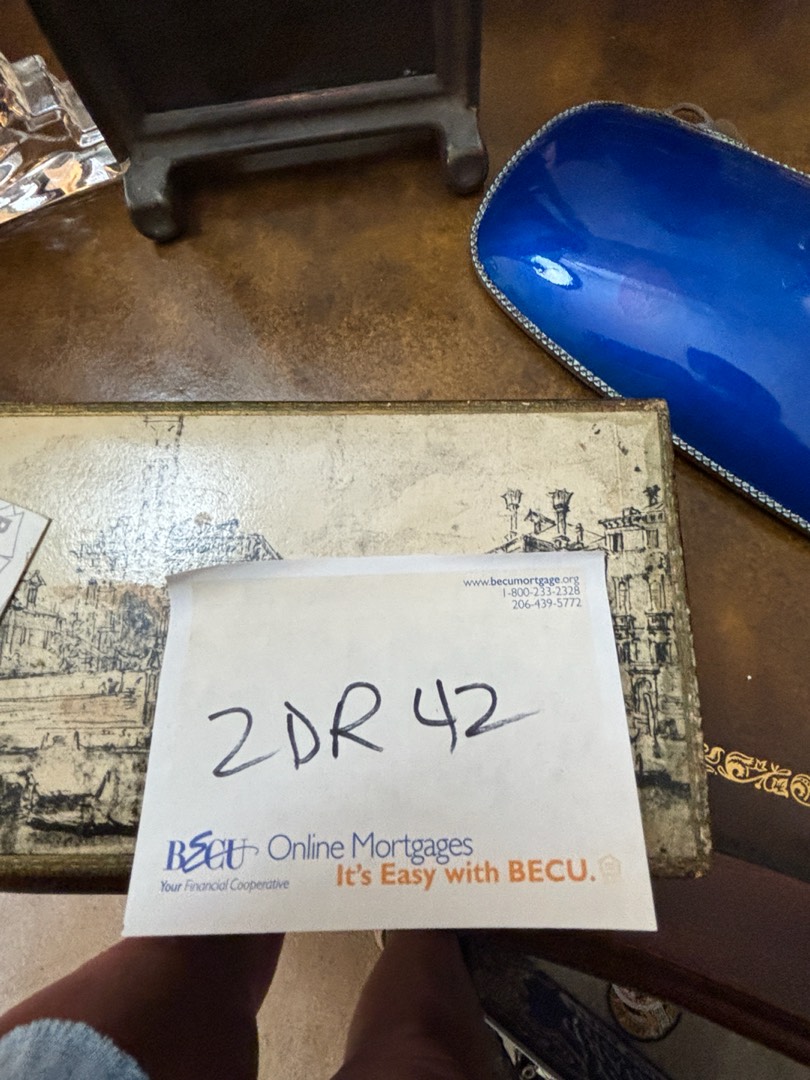 www.becumortgage.org
1-800-233-2328
206-439-5772
2DR 42
BECU Online Mortgages
Your Financial Cooperative
It's Easy with BECU.